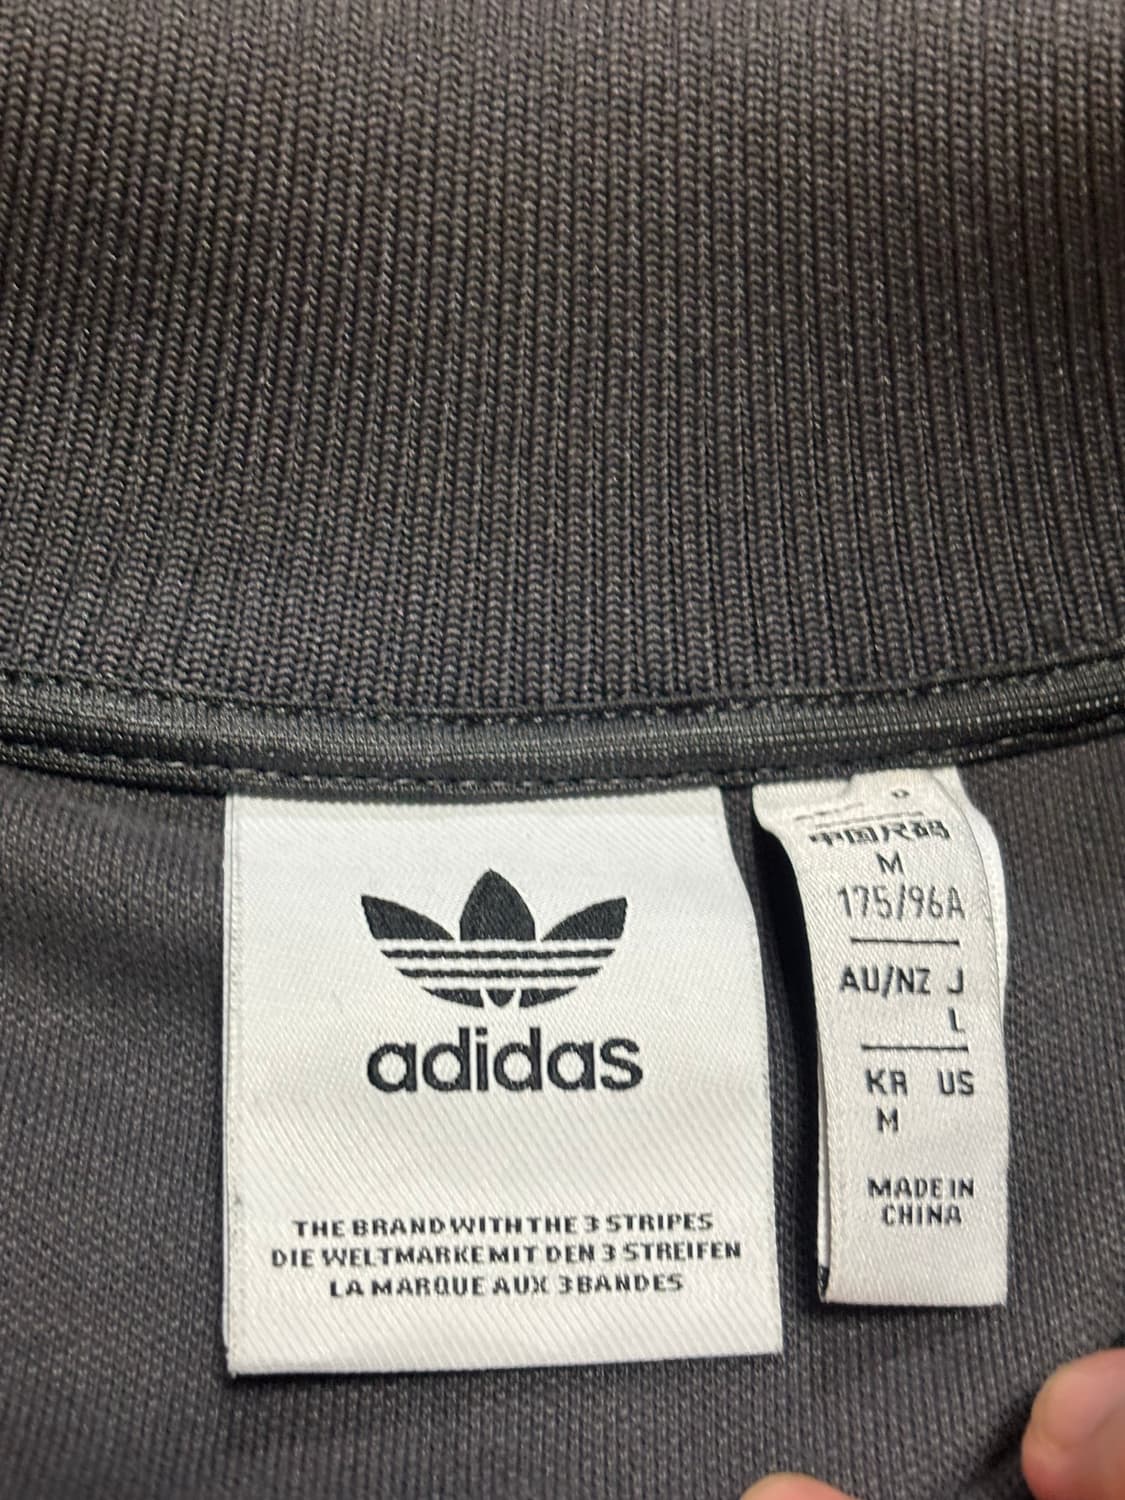 adidas
THE BRAND WITH THE 3 STRIPES
DIE WELTMARKE MIT DEN 3 STREIFEN
LA MARQUE AUX 3 BANDES
中国尺码
M
175/96A
AU/NZ J
L
KR US
M
MADE IN
CHINA